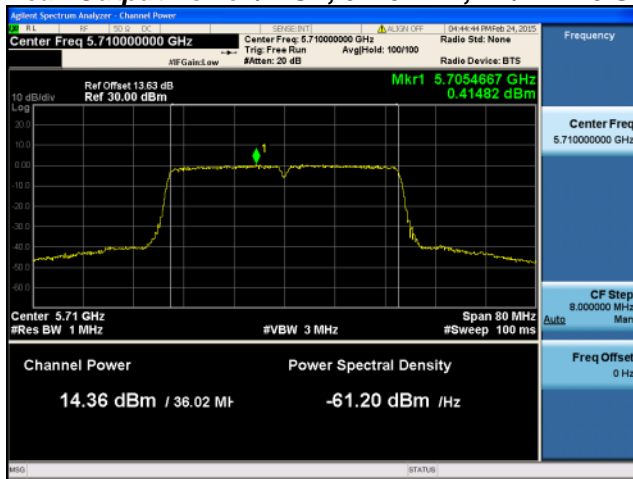 Agilent Spectrum Analyzer - Channel Power
RL RF 50 Ω DC SENSE:INT ALIGN OFF 04:44:44 PM Feb 24, 2015
Center Freq 5.710000000 GHz Center Freq: 5.710000000 GHz Radio Std: None Frequency
Trig: Free Run Avg|Hold: 100/100
#IFGain:Low #Atten: 20 dB Radio Device: BTS
Mkr1 5.7054667 GHz
Ref Offset 13.63 dB
10 dB/div Ref 30.00 dBm 0.41482 dBm
Log
20.0
10.0
0.00
-10.0
-20.0
-30.0
-40.0
-50.0
-60.0
1
Center Freq
5.710000000 GHz
Center 5.71 GHz Span 80 MHz
#Res BW 1 MHz #VBW 3 MHz #Sweep 100 ms
CF Step
8.000000 MHz
Auto Man
Channel Power Power Spectral Density
Freq Offset
0 Hz
14.36 dBm / 36.02 MH -61.20 dBm /Hz
MSG STATUS